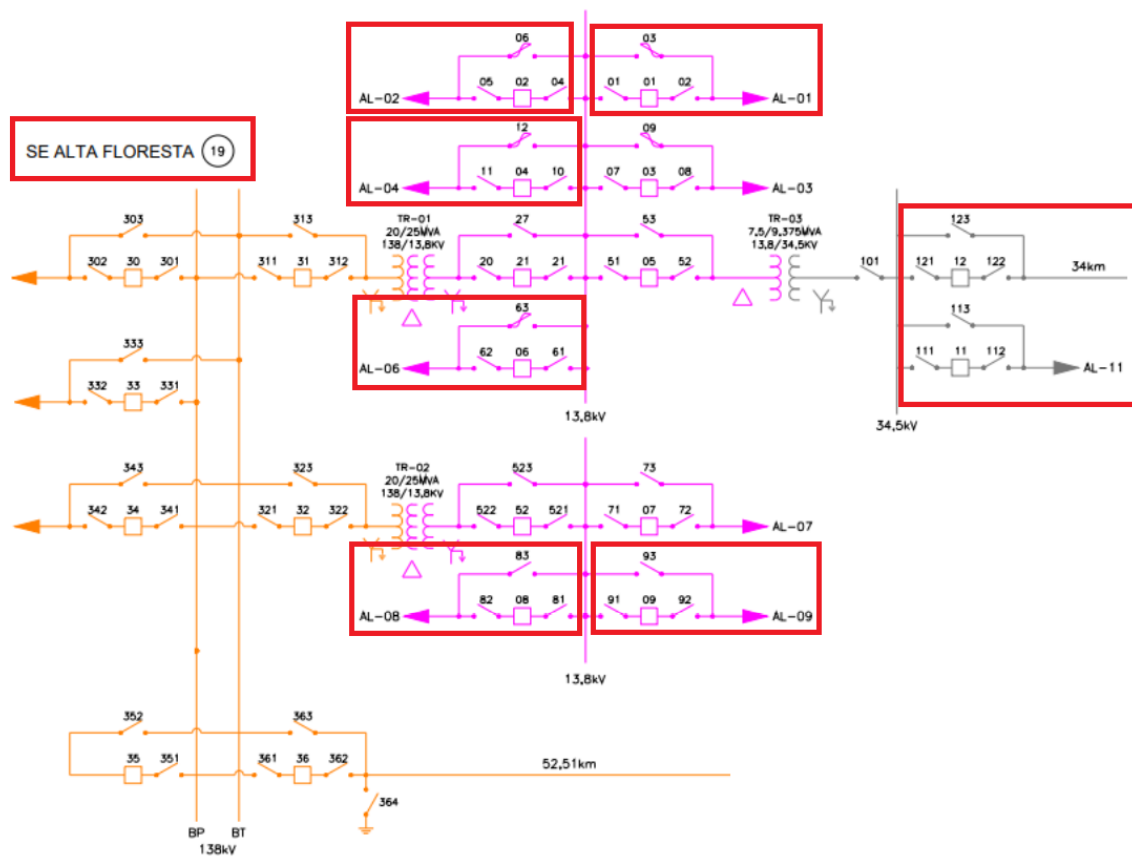 06 03
05 02 04 01 01 02
AL-02 AL-01
SE ALTA FLORESTA 19
12 09
11 04 10 07 03 08
AL-04 AL-03
303 313 TR-01 27 53 TR-03 123
20/25MVA 7,5/9,375MVA
138/13,8KV 13,8/34,5KV
302 30 301 311 31 312 20 21 21 51 05 52 101 121 12 122 34km
63 113
333
62 06 61 111 11 112
AL-06 AL-11
332 33 331
13,8kV 34,5kV
343 323 TR-02 523 73
20/25MVA
138/13,8KV
342 34 341 321 32 322 522 52 521 71 07 72 AL-07
83 93
82 08 81 91 09 92
AL-08 AL-09
13,8kV
352 363
35 351 361 36 362 52,51km
364
BP BT
138kV